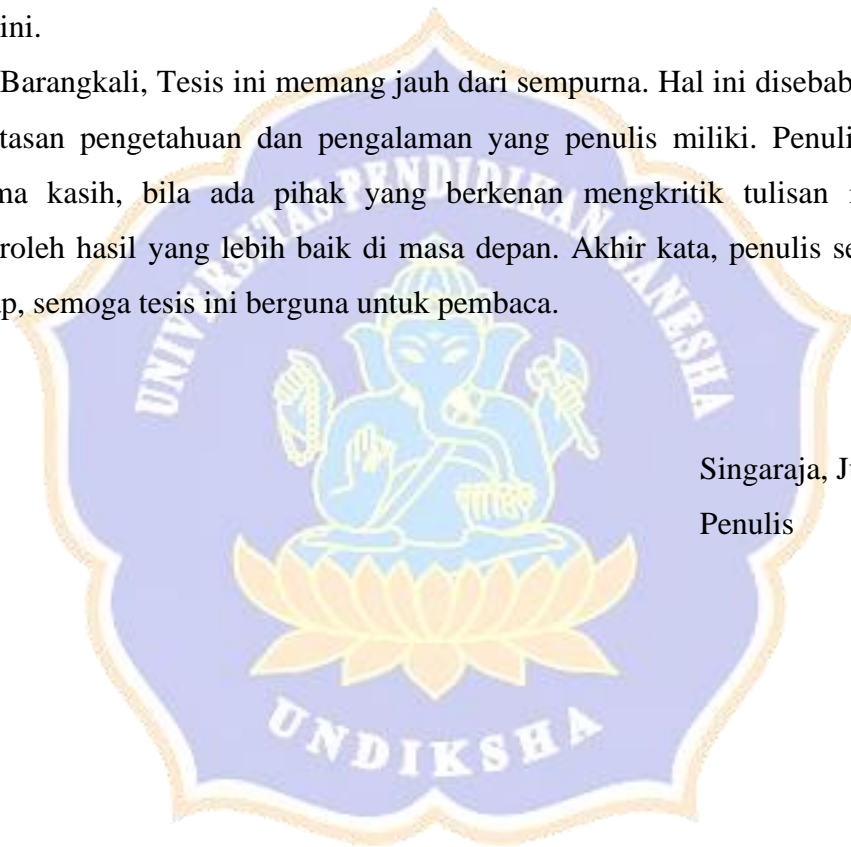 ini.
Barangkali, Tesis ini memang jauh dari sempurna. Hal ini disebab
tasan pengetahuan dan pengalaman yang penulis miliki. Penuli
ma kasih, bila ada pihak yang berkenan mengkritik tulisan
roleh hasil yang lebih baik di masa depan. Akhir kata, penulis se
p, semoga tesis ini berguna untuk pembaca.
UNIVERSITAS PENDIDIKAN GANESHA
Singaraja, J
Penulis
UNDIKSHA